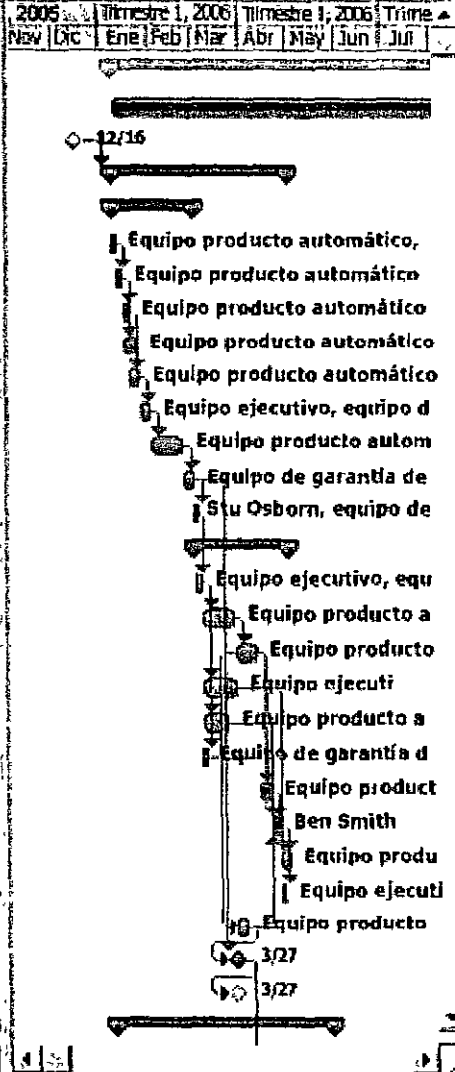 2005 Trimestre 1, 2006 Trimestre 1, 2006 Trime
Nov Dic Ene Feb Mar Abr May Jun Jul
12/16
Equipo producto automático,
Equipo producto automático
Equipo producto automático
Equipo producto automático
Equipo producto automático
Equipo ejecutivo, equipo d
Equipo producto autom
Equipo de garantía de
Stu Osborn, equipo de
Equipo ejecutivo, equ
Equipo producto a
Equipo producto
Equipo ejecuti
Equipo producto a
Equipo de garantía d
Equipo product
Ben Smith
Equipo produ
Equipo ejecuti
Equipo producto
3/27
3/27